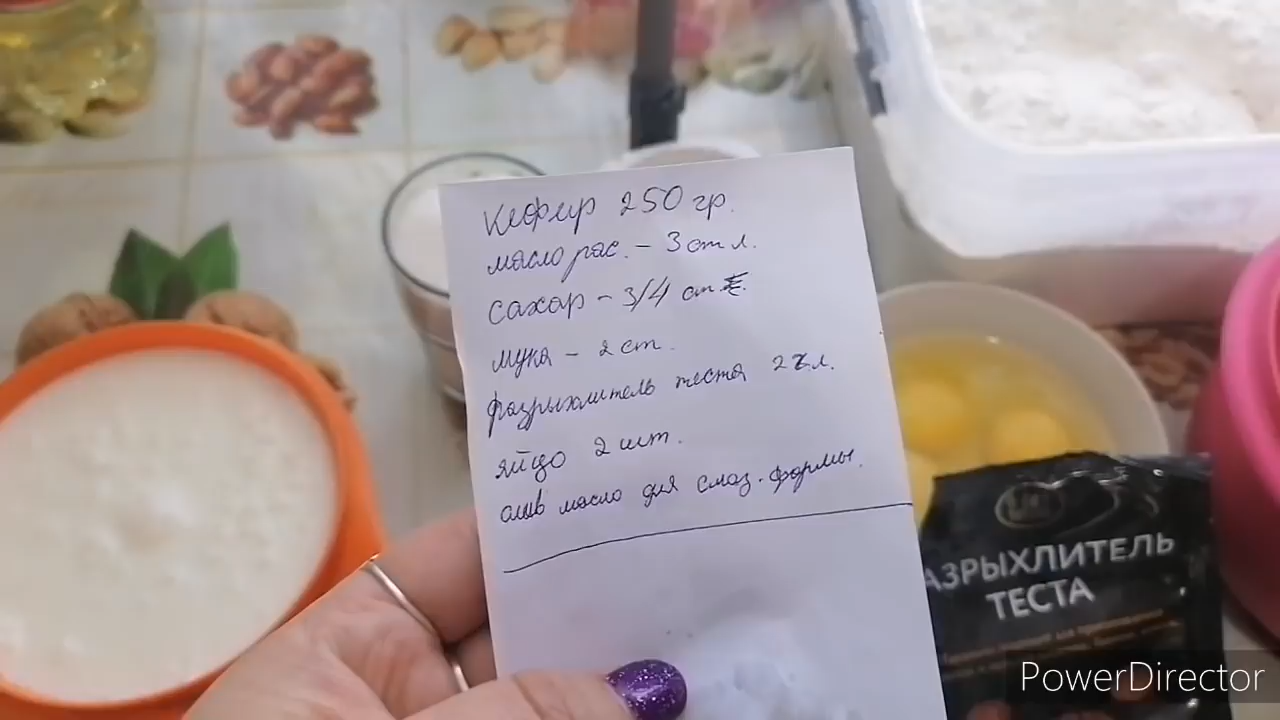 Кефир 250 гр.
масло рас. – 3 ст л.
сахар – 3/4 ст.
мука – 2 ст.
разрыхлитель теста 2 л.
яйцо 2 шт.
олив масло для смаз. формы.
АЗРЫХЛИТЕЛЬ
ТЕСТА
PowerDirector